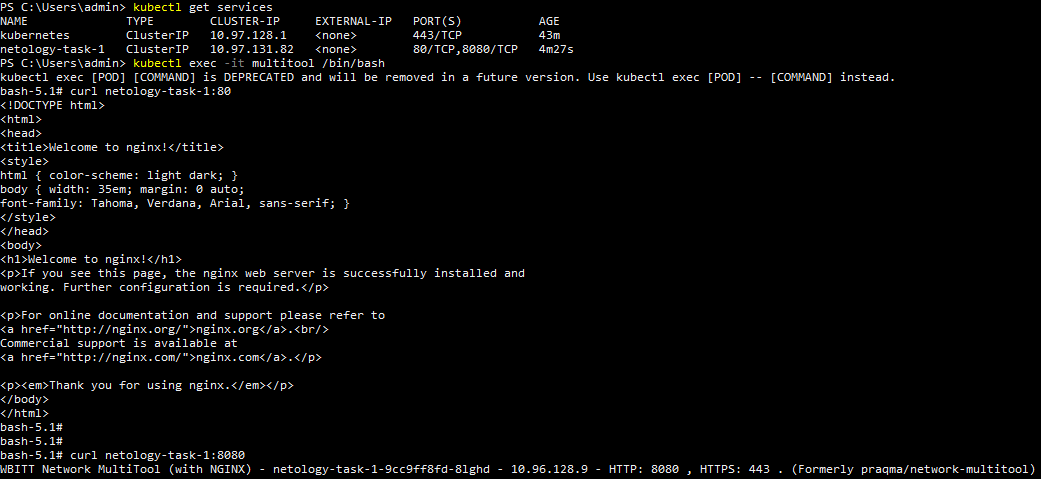 PS C:\Users\admin> kubectl get services
NAME TYPE CLUSTER-IP EXTERNAL-IP PORT(S) AGE
kubernetes ClusterIP 10.97.128.1 <none> 443/TCP 43m
netology-task-1 ClusterIP 10.97.131.82 <none> 80/TCP,8080/TCP 4m27s
PS C:\Users\admin> kubectl exec -it multitool /bin/bash
kubectl exec [POD] [COMMAND] is DEPRECATED and will be removed in a future version. Use kubectl exec [POD] -- [COMMAND] instead.
bash-5.1# curl netology-task-1:80
<!DOCTYPE html>
<html>
<head>
<title>Welcome to nginx!</title>
<style>
html { color-scheme: light dark; }
body { width: 35em; margin: 0 auto;
font-family: Tahoma, Verdana, Arial, sans-serif; }
</style>
</head>
<body>
<h1>Welcome to nginx!</h1>
<p>If you see this page, the nginx web server is successfully installed and
working. Further configuration is required.</p>

<p>For online documentation and support please refer to
<a href="http://nginx.org/">nginx.org</a>.<br/>
Commercial support is available at
<a href="http://nginx.com/">nginx.com</a>.</p>

<p><em>Thank you for using nginx.</em></p>
</body>
</html>
bash-5.1#
bash-5.1#
bash-5.1# curl netology-task-1:8080
WBITT Network MultiTool (with NGINX) - netology-task-1-9cc9ff8fd-8lghd - 10.96.128.9 - HTTP: 8080 , HTTPS: 443 . (Formerly praqma/network-multitool)